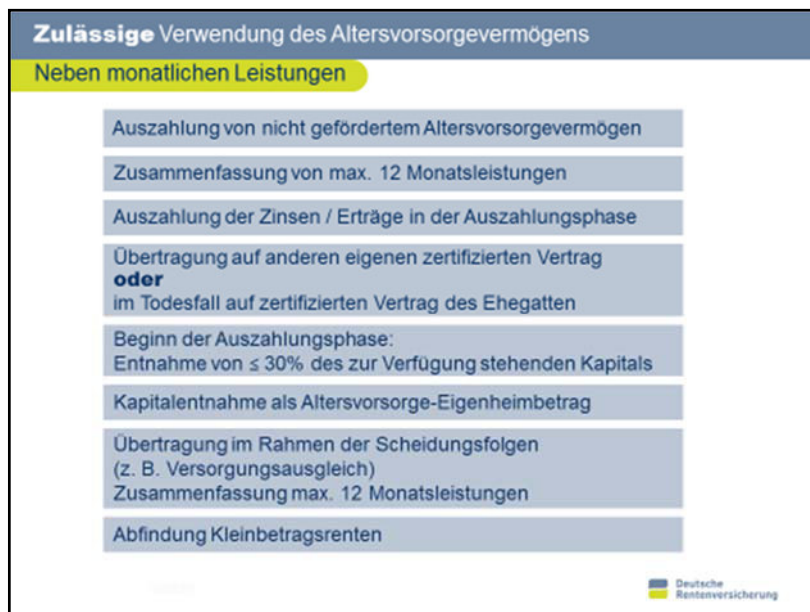 Zulässige Verwendung des Altersvorsorgevermögens
Neben monatlichen Leistungen
Auszahlung von nicht gefördertem Altersvorsorgevermögen
Zusammenfassung von max. 12 Monatsleistungen
Auszahlung der Zinsen / Erträge in der Auszahlungsphase
Übertragung auf anderen eigenen zertifizierten Vertrag
oder
im Todesfall auf zertifizierten Vertrag des Ehegatten
Beginn der Auszahlungsphase:
Entnahme von ≤ 30% des zur Verfügung stehenden Kapitals
Kapitalentnahme als Altersvorsorge-Eigenheimbetrag
Übertragung im Rahmen der Scheidungsfolgen
(z. B. Versorgungsausgleich)
Zusammenfassung max. 12 Monatsleistungen
Abfindung Kleinbetragsrenten
Deutsche
Rentenversicherung